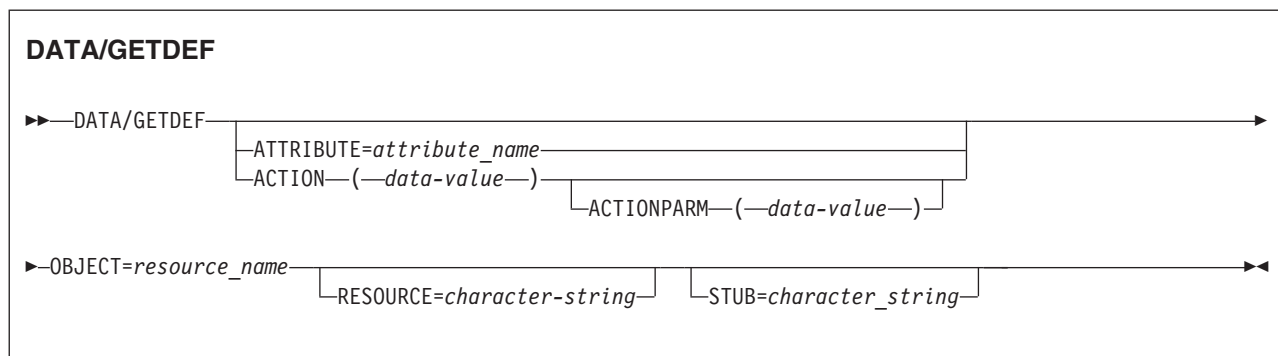 DATA/GETDEF
DATA/GETDEF
ATTRIBUTE=attribute_name
ACTION ( data-value )
ACTIONPARM ( data-value )
OBJECT=resource_name
RESOURCE=character-string
STUB=character_string